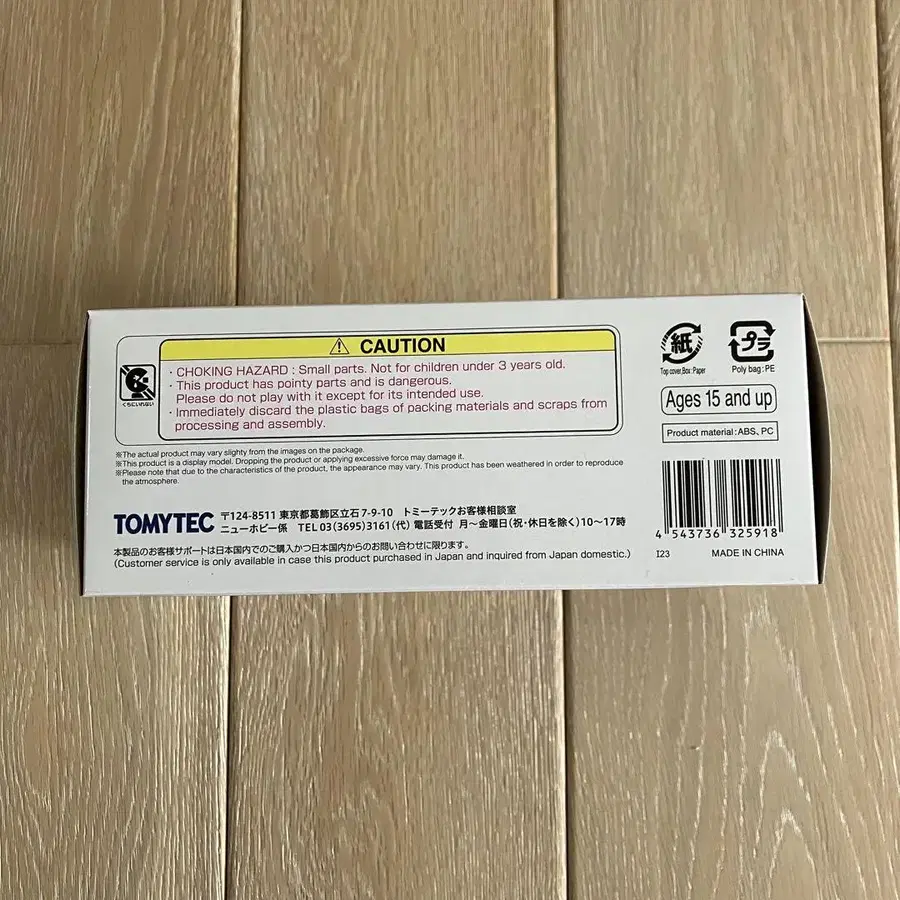 CAUTION
・CHOKING HAZARD : Small parts. Not for children under 3 years old.
・This product has pointy parts and is dangerous.
Please do not play with it except for its intended use.
・Immediately discard the plastic bags of packing materials and scraps from
processing and assembly.
くちにいれない
※The actual product may vary slighty from the images on the package.
※This product is a display model. Dropping the product or applying excessive force may damage it.
※Please note that due to the characteristics of the product, the appearance may vary. This product has been weathered in order to reproduce
the atmosphere.
TOMYTEC
〒124-8511 東京都葛飾区立石7-9-10 トミーテックお客様相談室
ニューホビー係 TEL 03(3695)3161(代) 電話受付 月〜金曜日(祝・休日を除く)10〜17時
本製品のお客様サポートは日本国内でのご購入かつ日本国内からのお問い合わせに限ります。
(Customer service is only available in case this product purchased in Japan and inquired from Japan domestic.)
紙
Top cover,Box : Paper
プラ
Poly bag : PE
Ages 15 and up
Product material : ABS、PC
4 543736 325918
I23 MADE IN CHINA